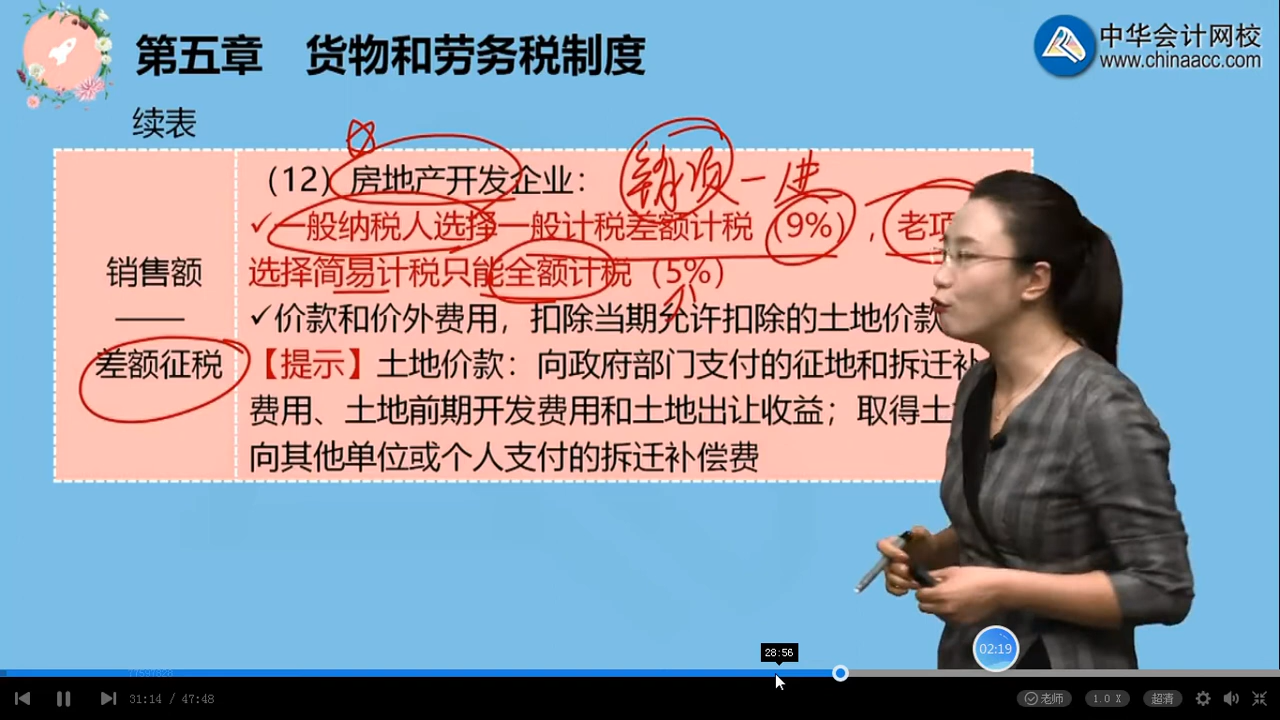 第五章 货物和劳务税制度
中华会计网校
www.chinaacc.com
续表
销售额
——
差额征税
（12）房地产开发企业：
销项－进
✓一般纳税人选择一般计税差额计税（9%），老项
选择简易计税只能全额计税（5%）
✓价款和价外费用，扣除当期允许扣除的土地价款
【提示】土地价款：向政府部门支付的征地和拆迁补
费用、土地前期开发费用和土地出让收益；取得土
向其他单位或个人支付的拆迁补偿费
28:56
02:19
31:14 / 47:48
老师
1.0 X
超清